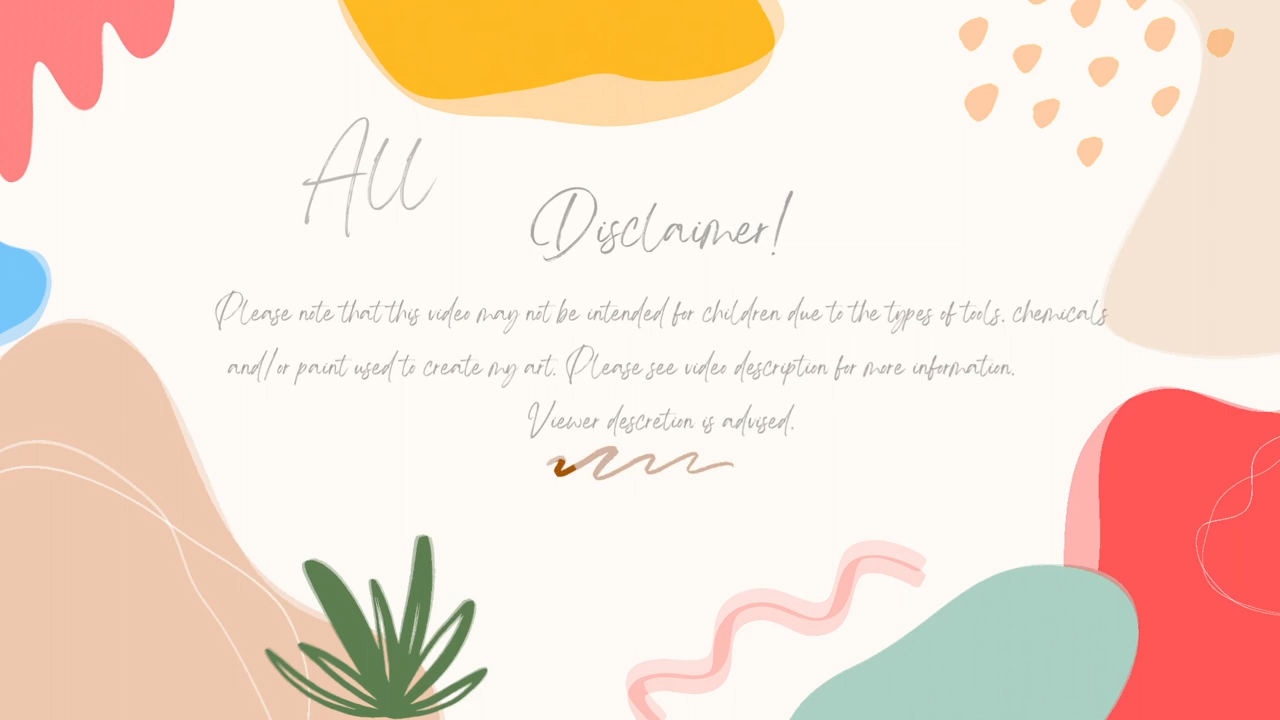 All
Disclaimer!
Please note that this video may not be intended for children due to the types of tools. chemicals
and/or paint used to create my art. Please see video description for more information.
Viewer descretion is advised.